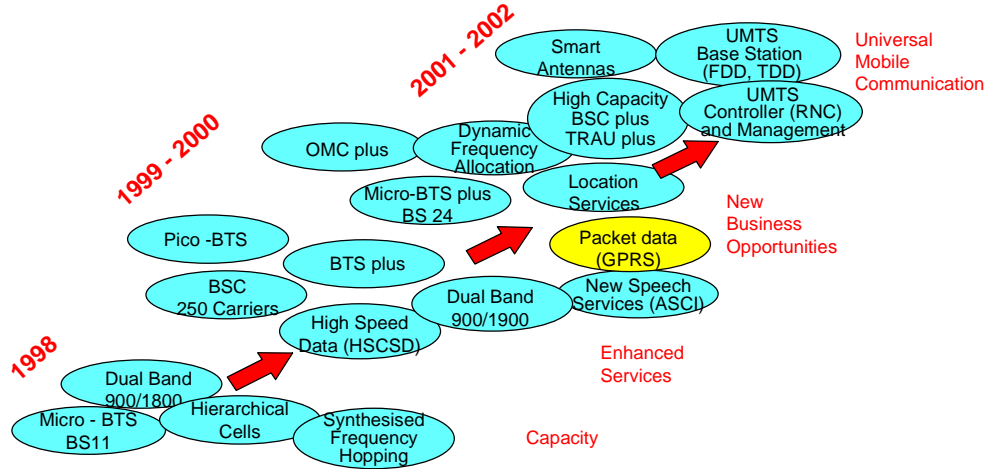 2001 - 2002
Smart
Antennas
UMTS
Base Station
(FDD, TDD)
Universal
Mobile
Communication
High Capacity
BSC plus
TRAU plus
UMTS
Controller (RNC)
and Management
1999 - 2000
OMC plus
Dynamic
Frequency
Allocation
Micro-BTS plus
BS 24
Location
Services
New
Business
Opportunities
Pico -BTS
BTS plus
Packet data
(GPRS)
BSC
250 Carriers
High Speed
Data (HSCSD)
Dual Band
900/1900
New Speech
Services (ASCI)
1998
Enhanced
Services
Dual Band
900/1800
Micro - BTS
BS11
Hierarchical
Cells
Synthesised
Frequency
Hopping
Capacity